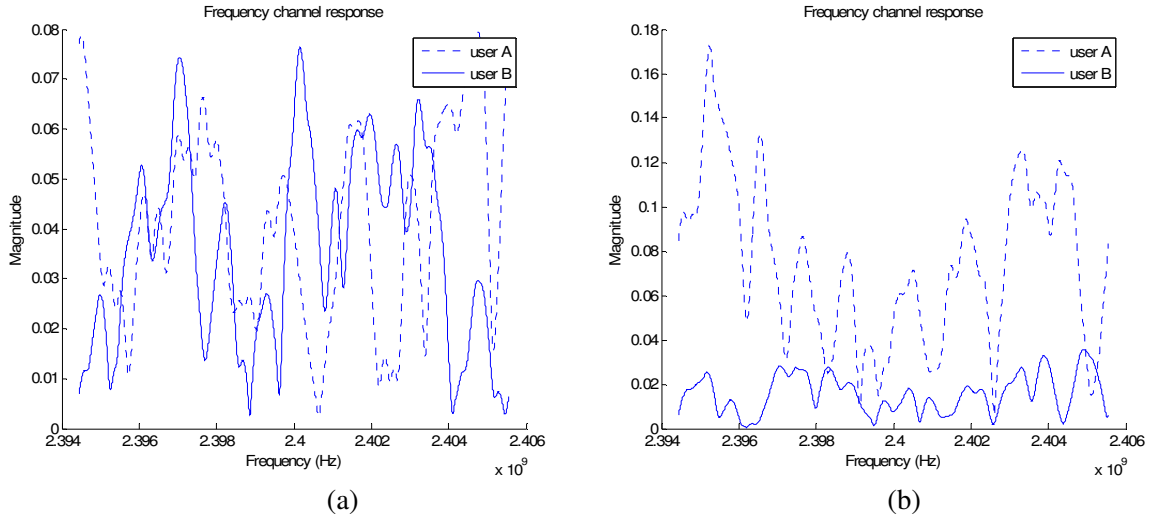 Frequency channel response
0.08
0.07
0.06
0.05
0.04
0.03
0.02
0.01
0
Magnitude
user A
user B
2.394 2.396 2.398 2.4 2.402 2.404 2.406
Frequency (Hz)
x 10^9
(a)
Frequency channel response
0.18
0.16
0.14
0.12
0.1
0.08
0.06
0.04
0.02
0
Magnitude
user A
user B
2.394 2.396 2.398 2.4 2.402 2.404 2.406
Frequency (Hz)
x 10^9
(b)